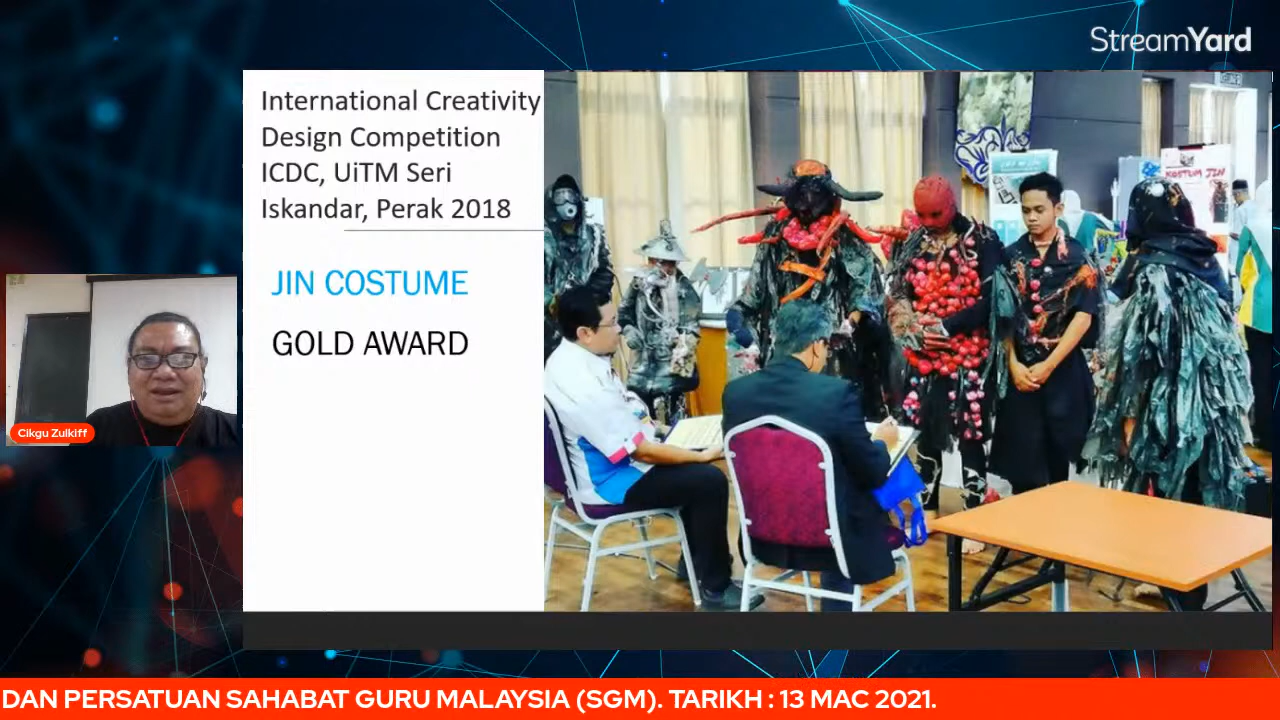 StreamYard
International Creativity
Design Competition
ICDC, UiTM Seri
Iskandar, Perak 2018
JIN COSTUME
GOLD AWARD
KOSTUM JIN
Cikgu Zulkiff
DAN PERSATUAN SAHABAT GURU MALAYSIA (SGM). TARIKH : 13 MAC 2021.